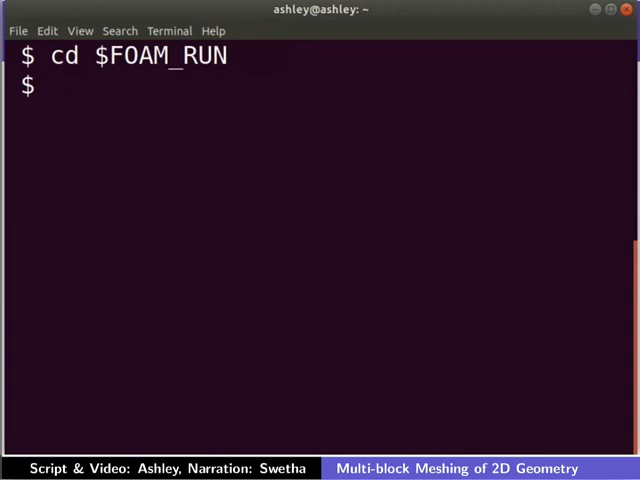 ashley@ashley: ~
File Edit View Search Terminal Help
$ cd $FOAM_RUN
$
Script & Video: Ashley, Narration: Swetha Multi-block Meshing of 2D Geometry